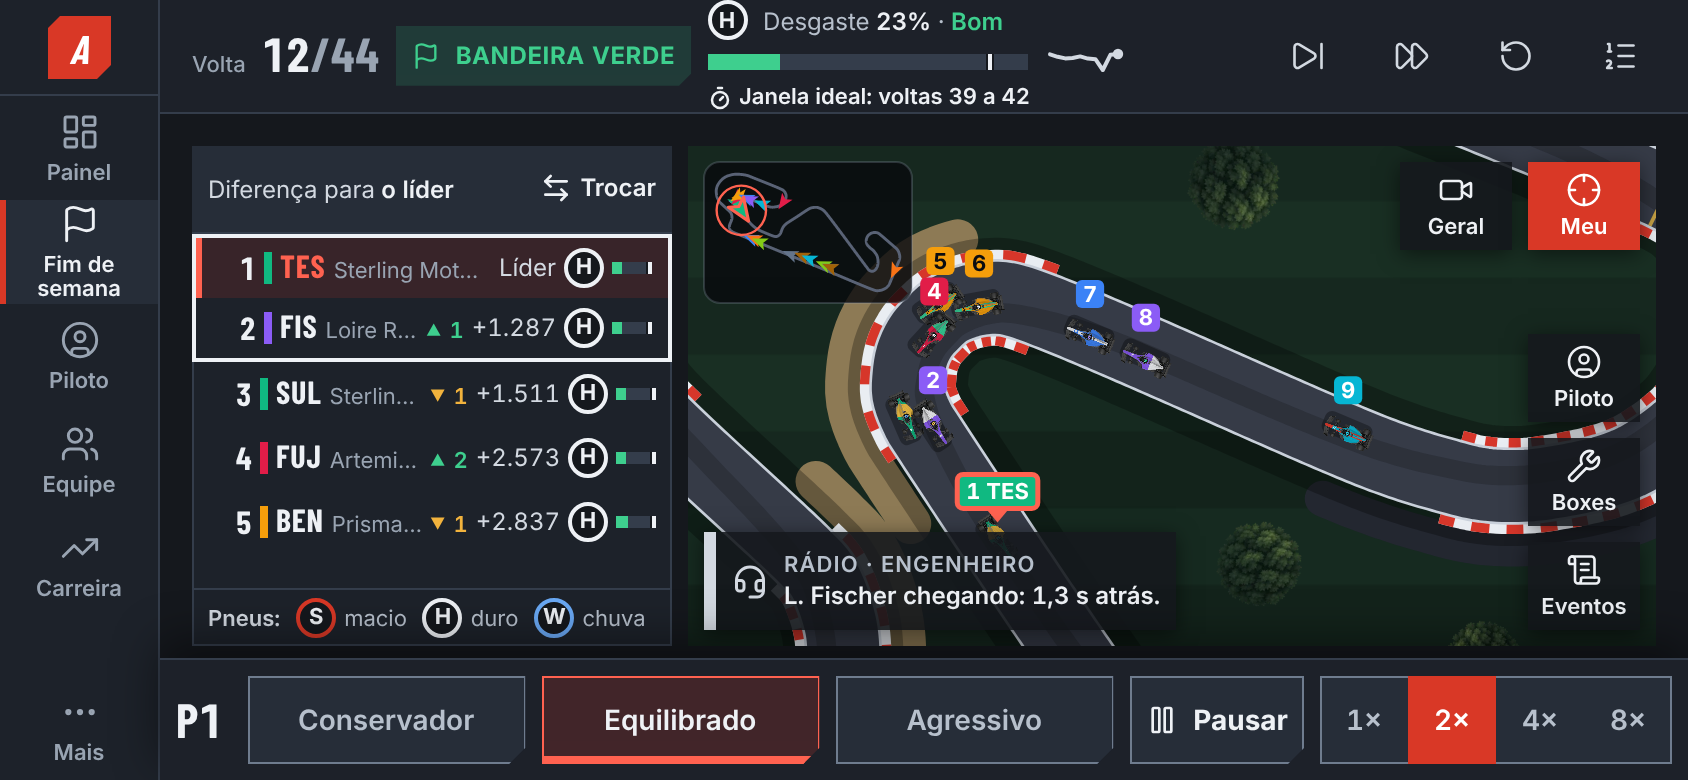 A
Painel
Fim de
semana
Piloto
Equipe
Carreira
Mais
Volta 12/44
BANDEIRA VERDE
H Desgaste 23% · Bom
Janela ideal: voltas 39 a 42
Diferença para o líder
Trocar
1 TES Sterling Mot... Líder H
2 FIS Loire R... ▲ 1 +1.287 H
3 SUL Sterlin... ▼ 1 +1.511 H
4 FUJ Artemi... ▲ 2 +2.573 H
5 BEN Prisma... ▼ 1 +2.837 H
Pneus: S macio H duro W chuva
5
6
4
7
8
2
9
1 TES
Geral
Meu
Piloto
Boxes
Eventos
RÁDIO · ENGENHEIRO
L. Fischer chegando: 1,3 s atrás.
P1
Conservador
Equilibrado
Agressivo
Pausar
1×
2×
4×
8×